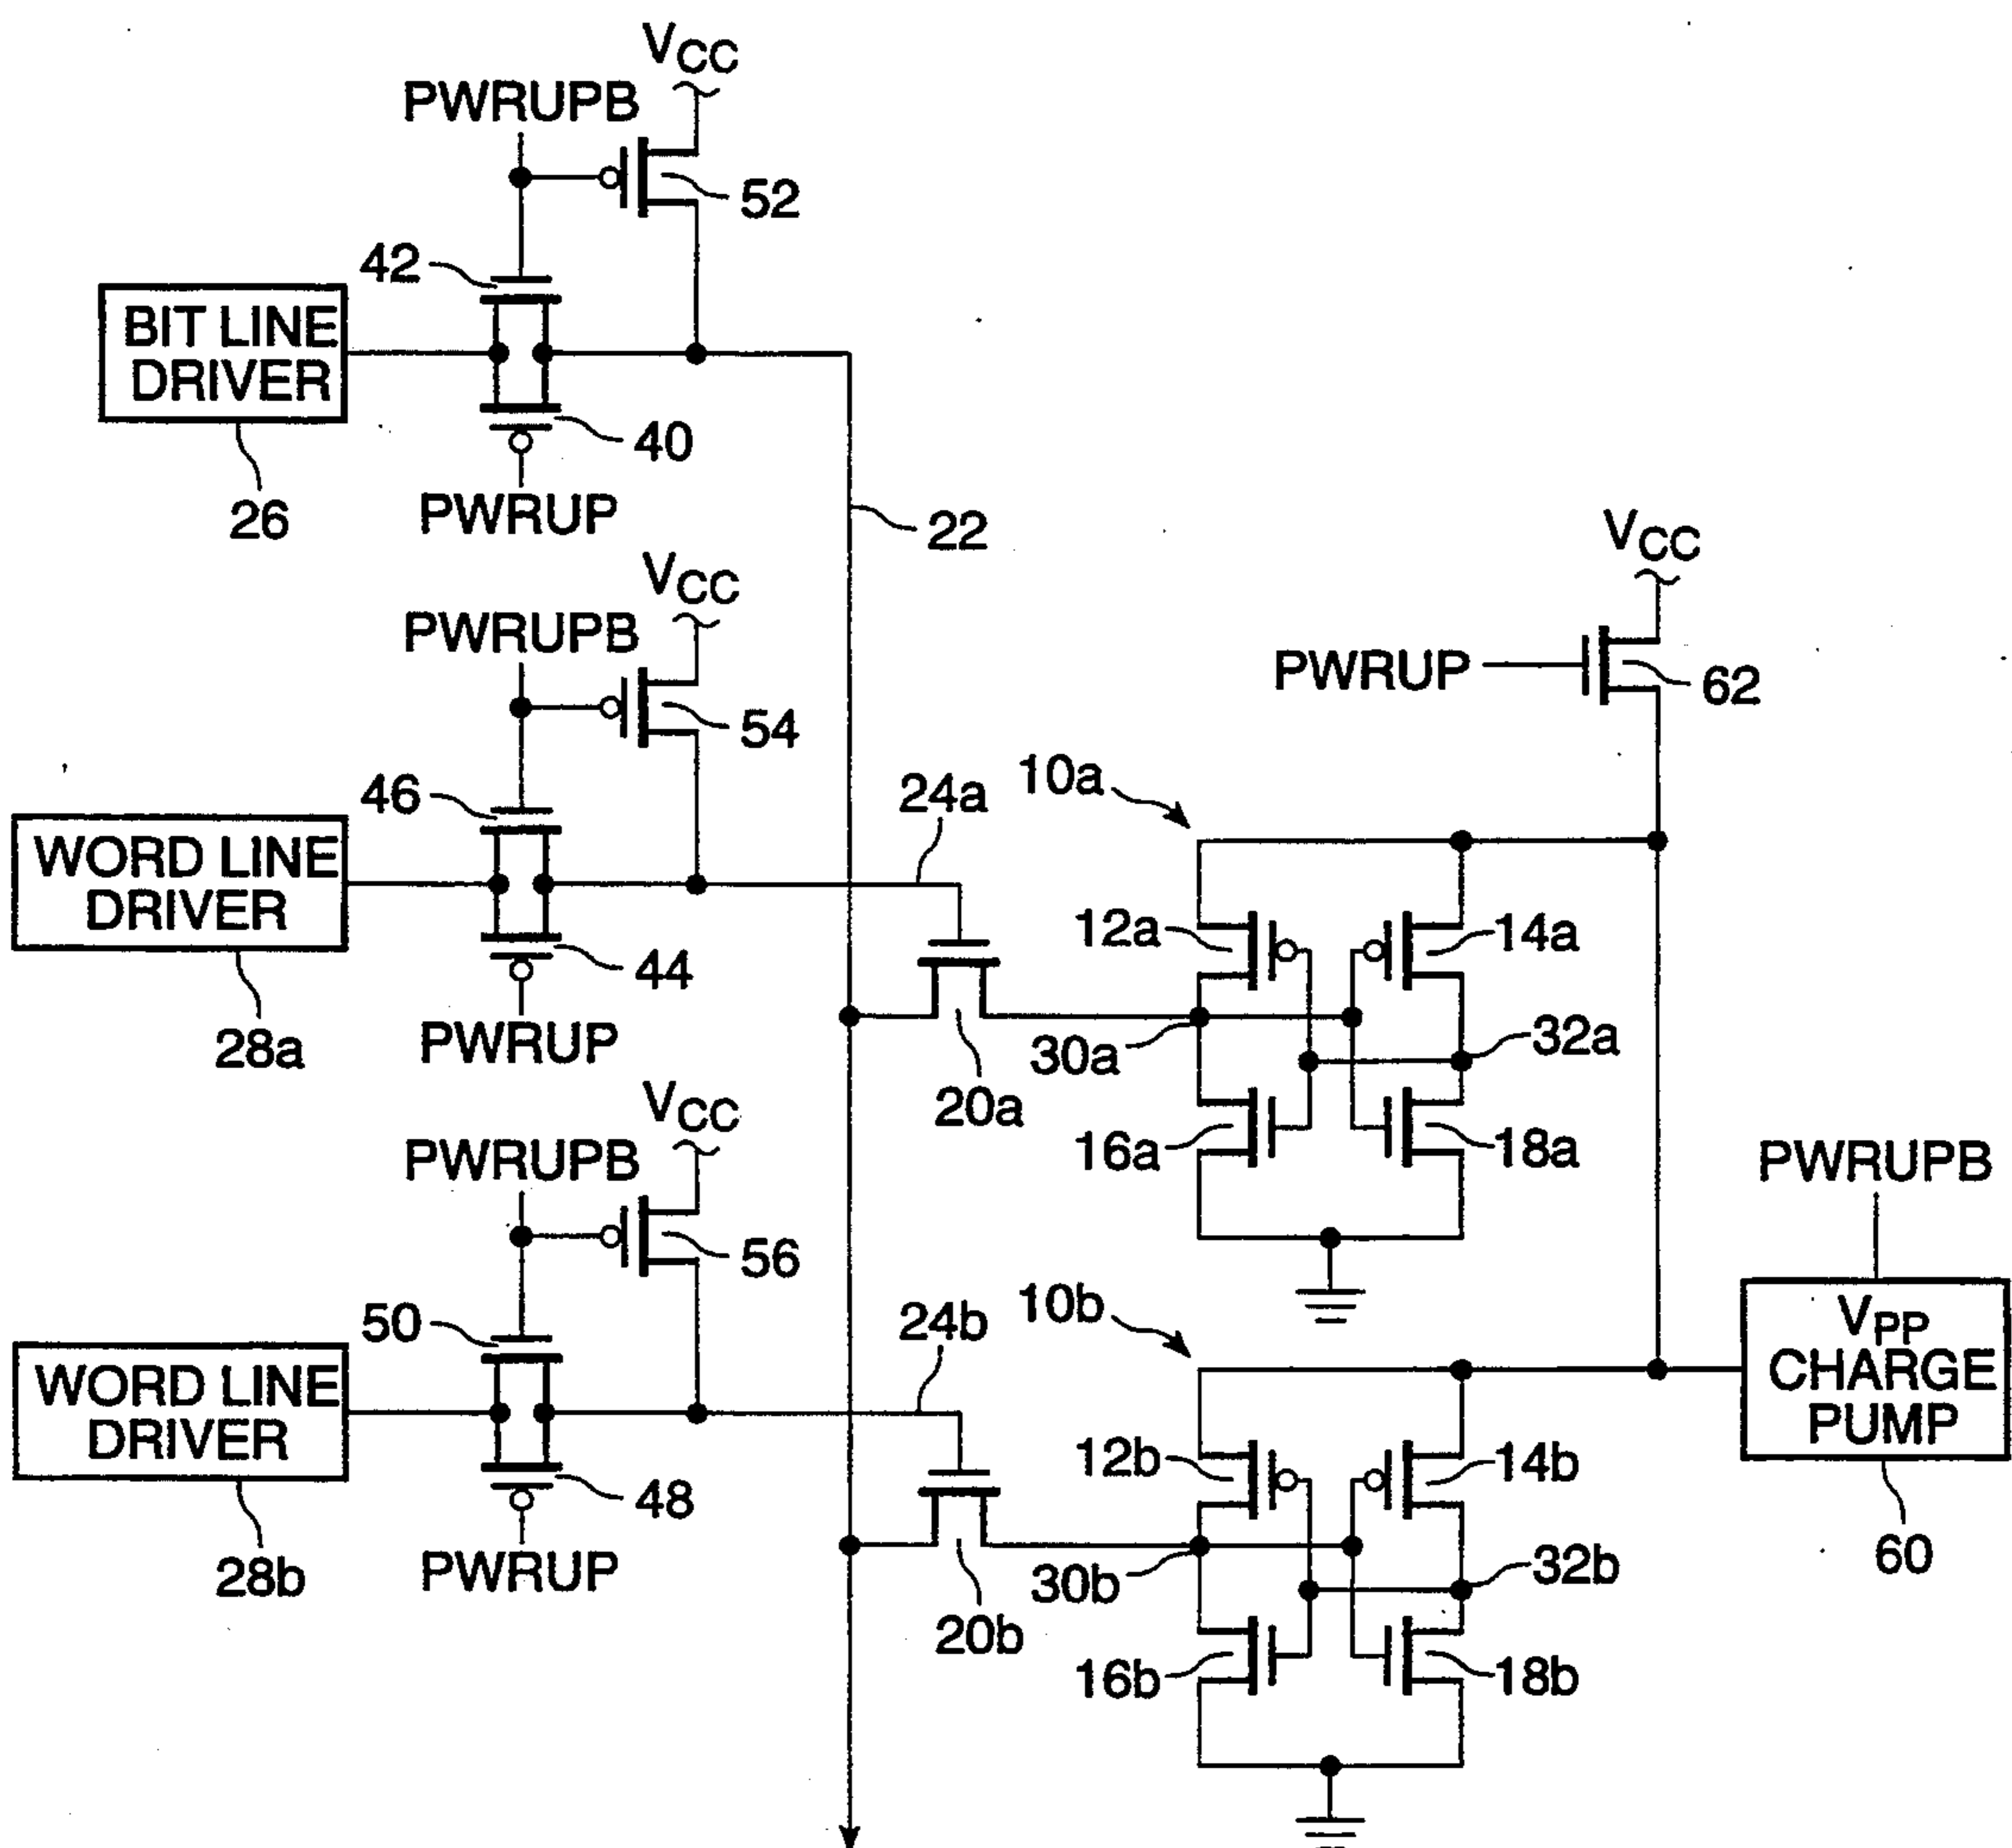 VCC
PWRUPB
52
42
BIT LINE
DRIVER
40
26
PWRUP
22
VCC
PWRUPB
54
VCC
PWRUP
62
46
24a
10a
WORD LINE
DRIVER
12a
14a
44
28a
PWRUP
30a
32a
20a
16a
18a
VCC
PWRUPB
56
PWRUPB
50
24b
10b
VPP
CHARGE
PUMP
WORD LINE
DRIVER
12b
14b
48
28b
PWRUP
30b
32b
60
20b
16b
18b